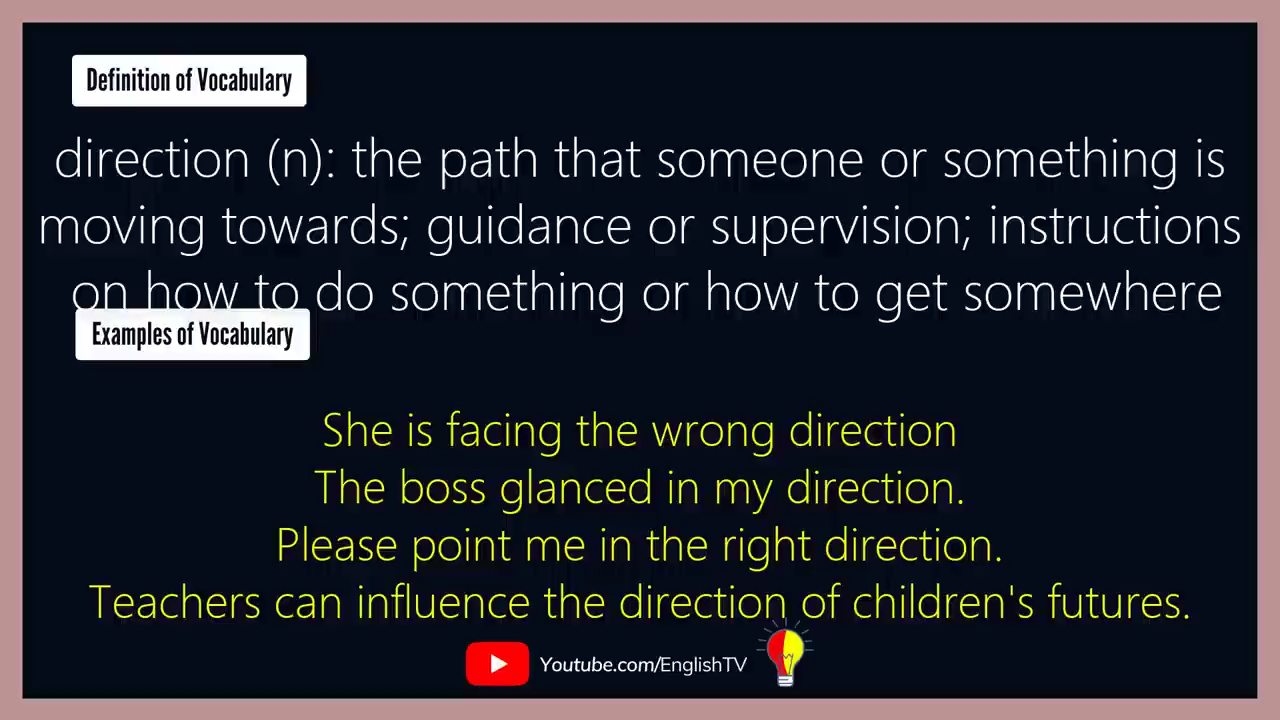 Definition of Vocabulary
direction (n): the path that someone or something is
moving towards; guidance or supervision; instructions
on how to do something or how to get somewhere
Examples of Vocabulary
She is facing the wrong direction
The boss glanced in my direction.
Please point me in the right direction.
Teachers can influence the direction of children's futures.
Youtube.com/EnglishTV